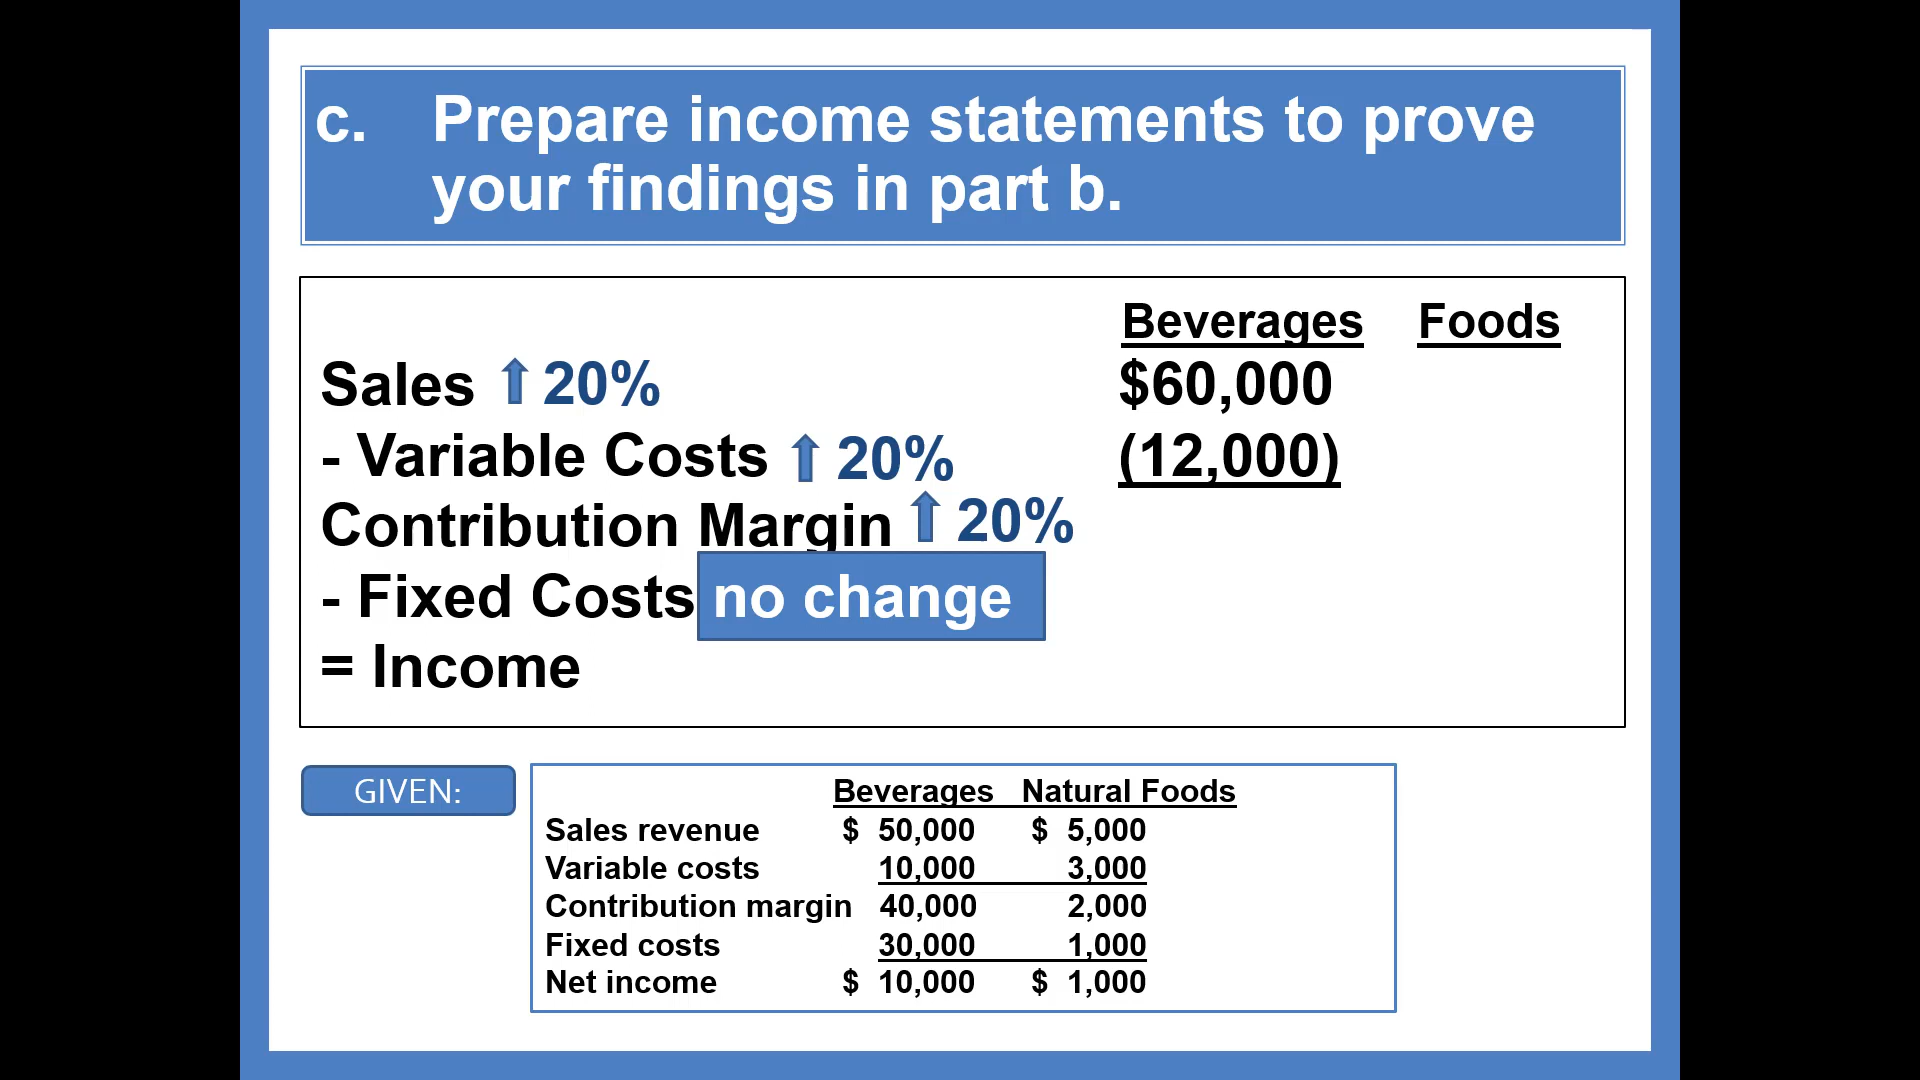 c. Prepare income statements to prove
your findings in part b.
Beverages Foods
Sales 20% $60,000
- Variable Costs 20% (12,000)
Contribution Margin 20%
- Fixed Costs no change
= Income
GIVEN:
Beverages Natural Foods
Sales revenue $ 50,000 $ 5,000
Variable costs 10,000 3,000
Contribution margin 40,000 2,000
Fixed costs 30,000 1,000
Net income $ 10,000 $ 1,000